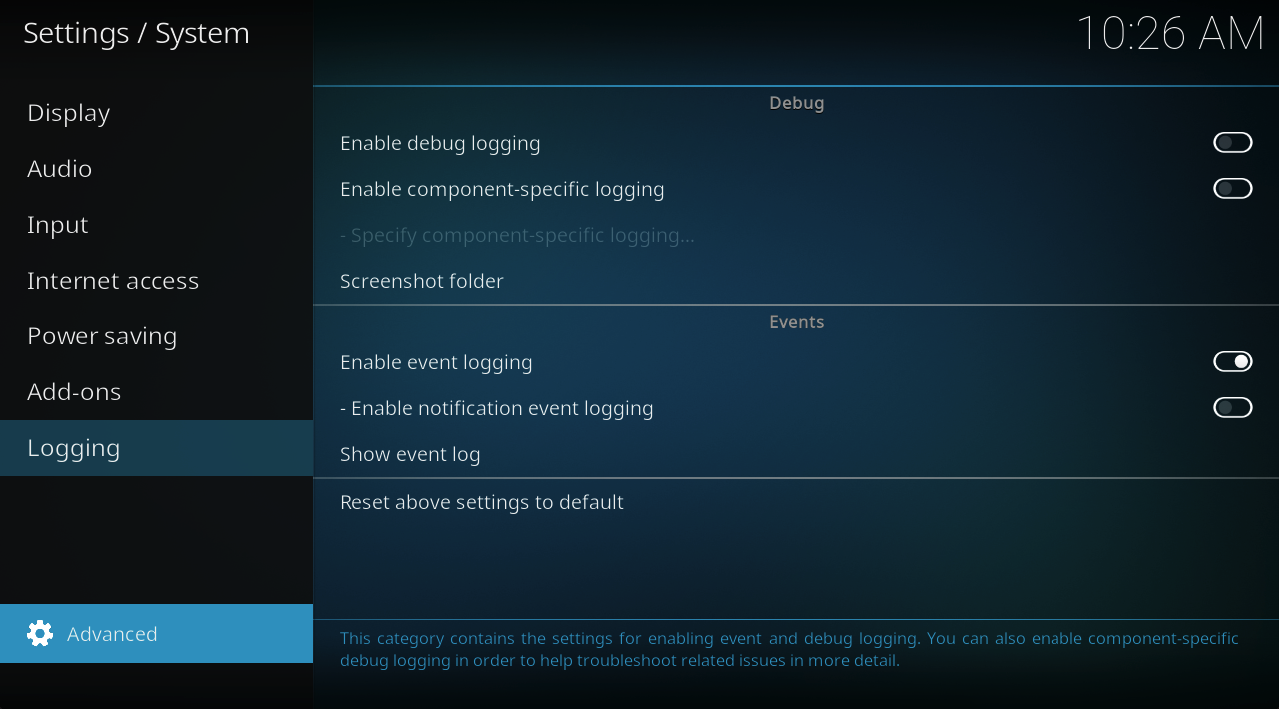 Settings / System
10:26 AM
Display
Audio
Input
Internet access
Power saving
Add-ons
Logging
Advanced
Debug
Enable debug logging
Enable component-specific logging
- Specify component-specific logging...
Screenshot folder
Events
Enable event logging
- Enable notification event logging
Show event log
Reset above settings to default
This category contains the settings for enabling event and debug logging. You can also enable component-specific
debug logging in order to help troubleshoot related issues in more detail.